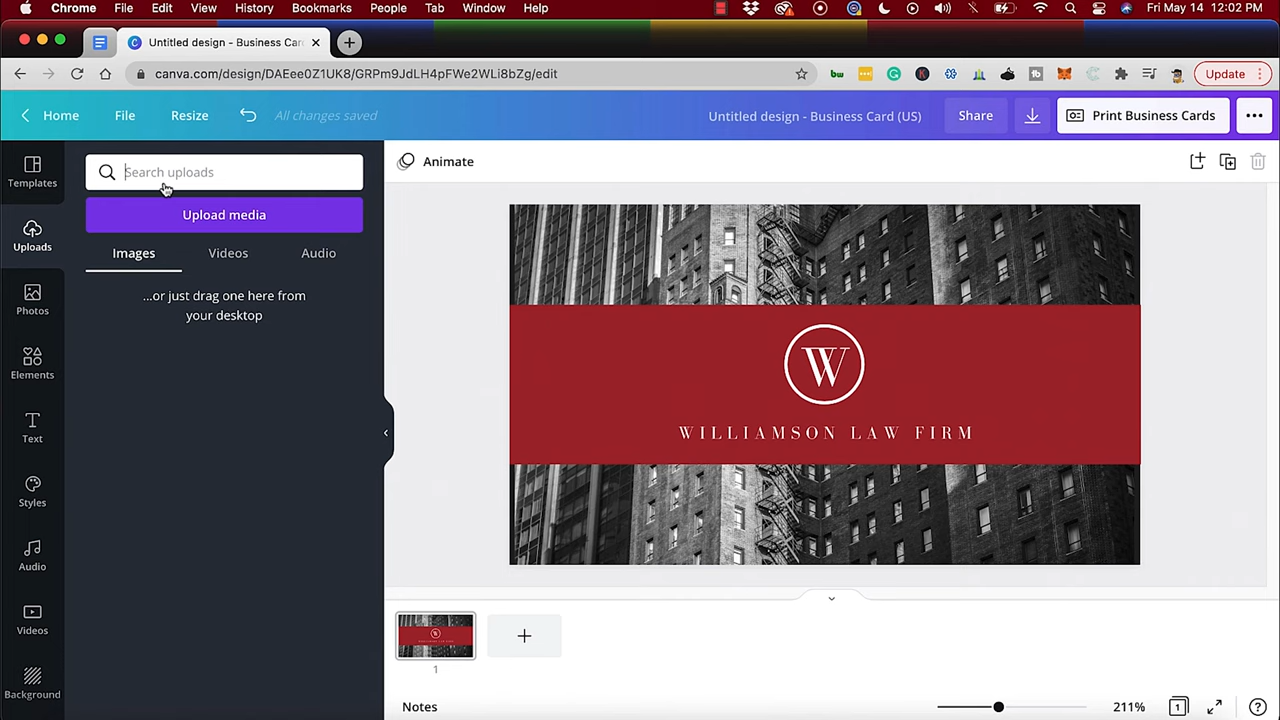 Chrome File Edit View History Bookmarks People Tab Window Help Fri May 14 12:02 PM
Untitled design - Business Card
canva.com/design/DAEee0Z1UK8/GRPm9JdLH4pFWe2WLi8bZg/edit
Update
Home File Resize All changes saved Untitled design - Business Card (US) Share Print Business Cards
Templates
Uploads
Photos
Elements
Text
Styles
Audio
Videos
Background
Search uploads
Upload media
Images Videos Audio
...or just drag one here from
your desktop
Animate
W
WILLIAMSON LAW FIRM
1
Notes 211% 1